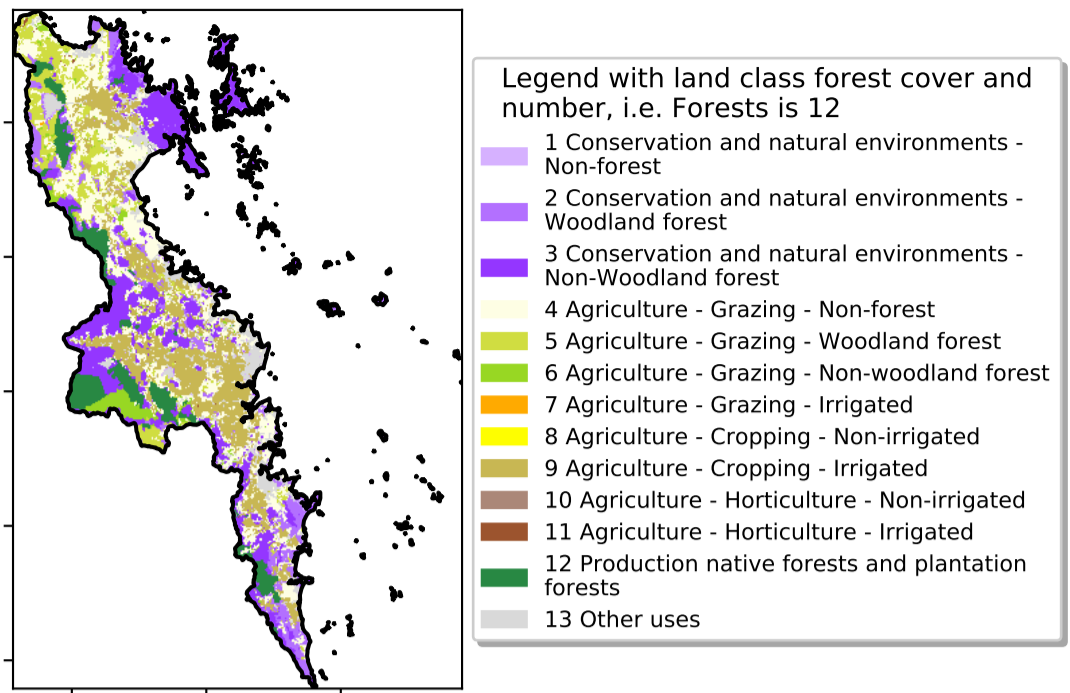 Legend with land class forest cover and
number, i.e. Forests is 12
1 Conservation and natural environments -
Non-forest
2 Conservation and natural environments -
Woodland forest
3 Conservation and natural environments -
Non-Woodland forest
4 Agriculture - Grazing - Non-forest
5 Agriculture - Grazing - Woodland forest
6 Agriculture - Grazing - Non-woodland forest
7 Agriculture - Grazing - Irrigated
8 Agriculture - Cropping - Non-irrigated
9 Agriculture - Cropping - Irrigated
10 Agriculture - Horticulture - Non-irrigated
11 Agriculture - Horticulture - Irrigated
12 Production native forests and plantation
forests
13 Other uses